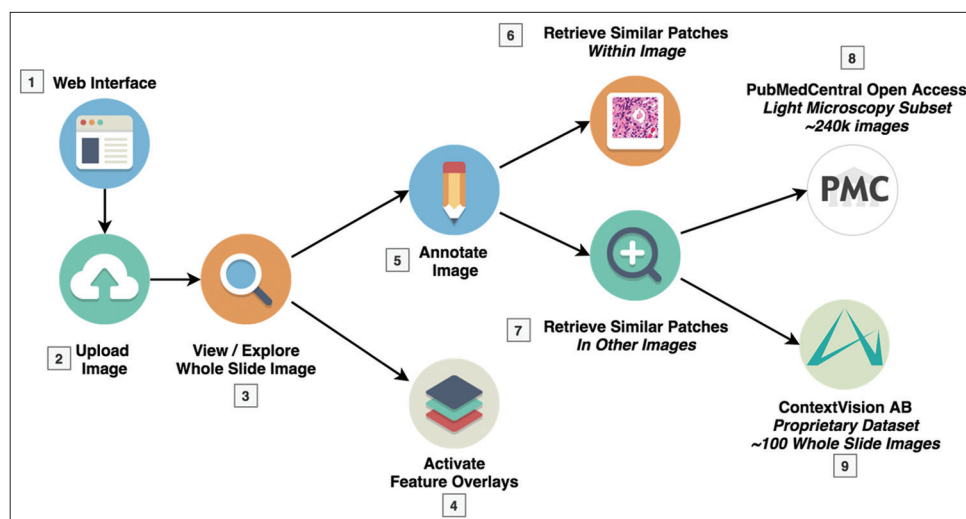 1
Web Interface
2
Upload
Image
View / Explore
Whole Slide Image
3
Activate
Feature Overlays
4
5
Annotate
Image
6
Retrieve Similar Patches
Within Image
7
Retrieve Similar Patches
In Other Images
8
PubMedCentral Open Access
Light Microscopy Subset
~240k images
PMC
ContextVision AB
Proprietary Dataset
~100 Whole Slide Images
9